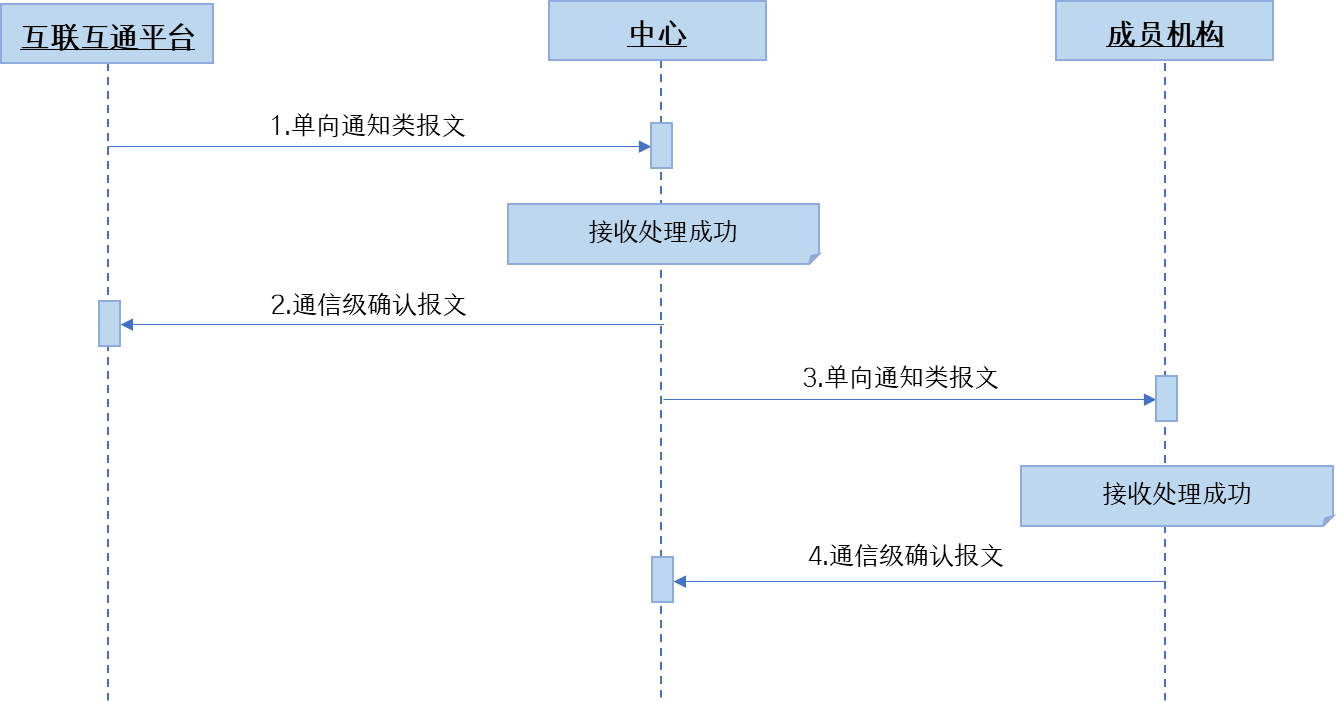 互联互通平台
中心
成员机构
1.单向通知类报文
接收处理成功
2.通信级确认报文
3.单向通知类报文
接收处理成功
4.通信级确认报文